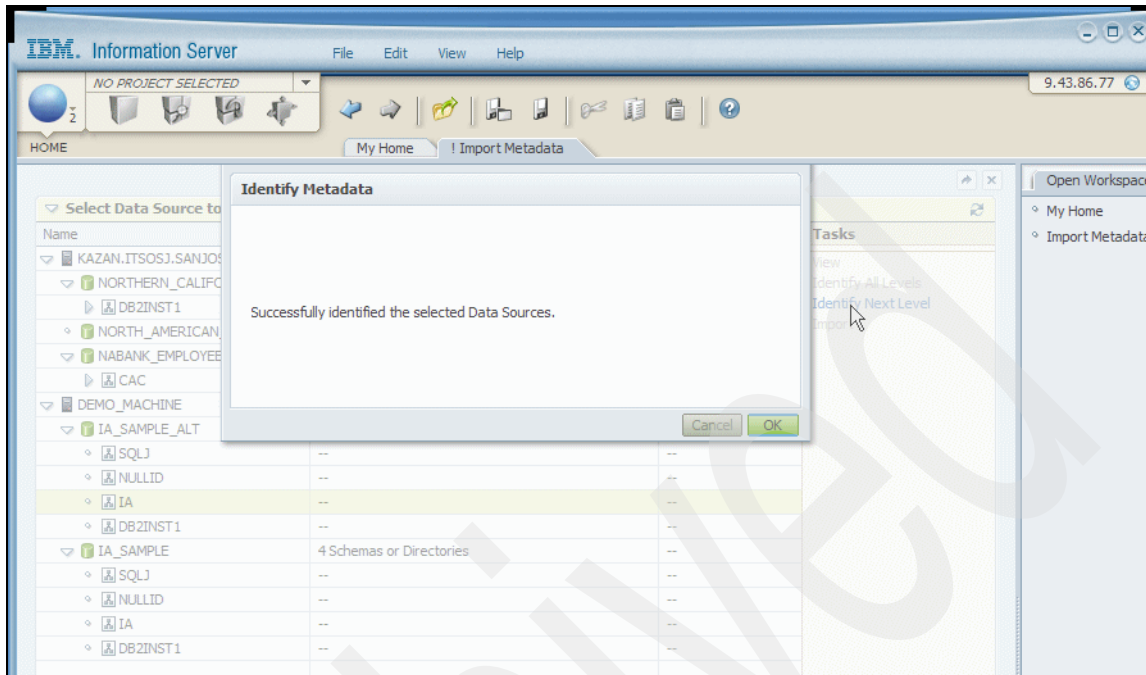 IBM. Information Server
File Edit View Help
NO PROJECT SELECTED
9.43.86.77
2
HOME
My Home
! Import Metadata
Identify Metadata
Open Workspace
Select Data Source to
My Home
Name
Tasks
Import Metadata
KAZAN.ITSOSJ.SANJOS
View
NORTHERN_CALIFO
Identify All Levels
DB2INST1
Successfully identified the selected Data Sources.
Identify Next Level
NORTH_AMERICAN_
Import
NABANK_EMPLOYEE
CAC
DEMO_MACHINE
Cancel OK
IA_SAMPLE_ALT
SQLJ -- --
NULLID -- --
IA -- --
DB2INST1 -- --
IA_SAMPLE 4 Schemas or Directories --
SQLJ -- --
NULLID -- --
IA -- --
DB2INST1 -- --